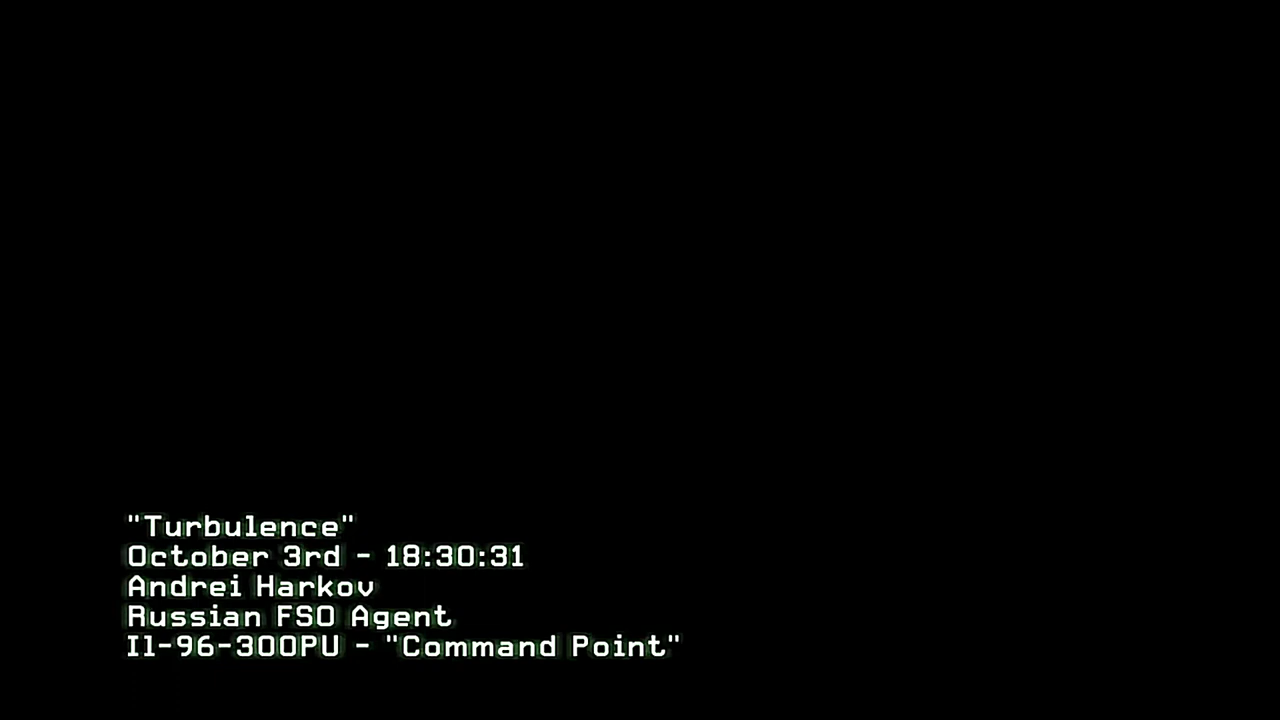 "Turbulence"
October 3rd - 18:30:31
Andrei Harkov
Russian FSO Agent
Il-96-300PU - "Command Point"